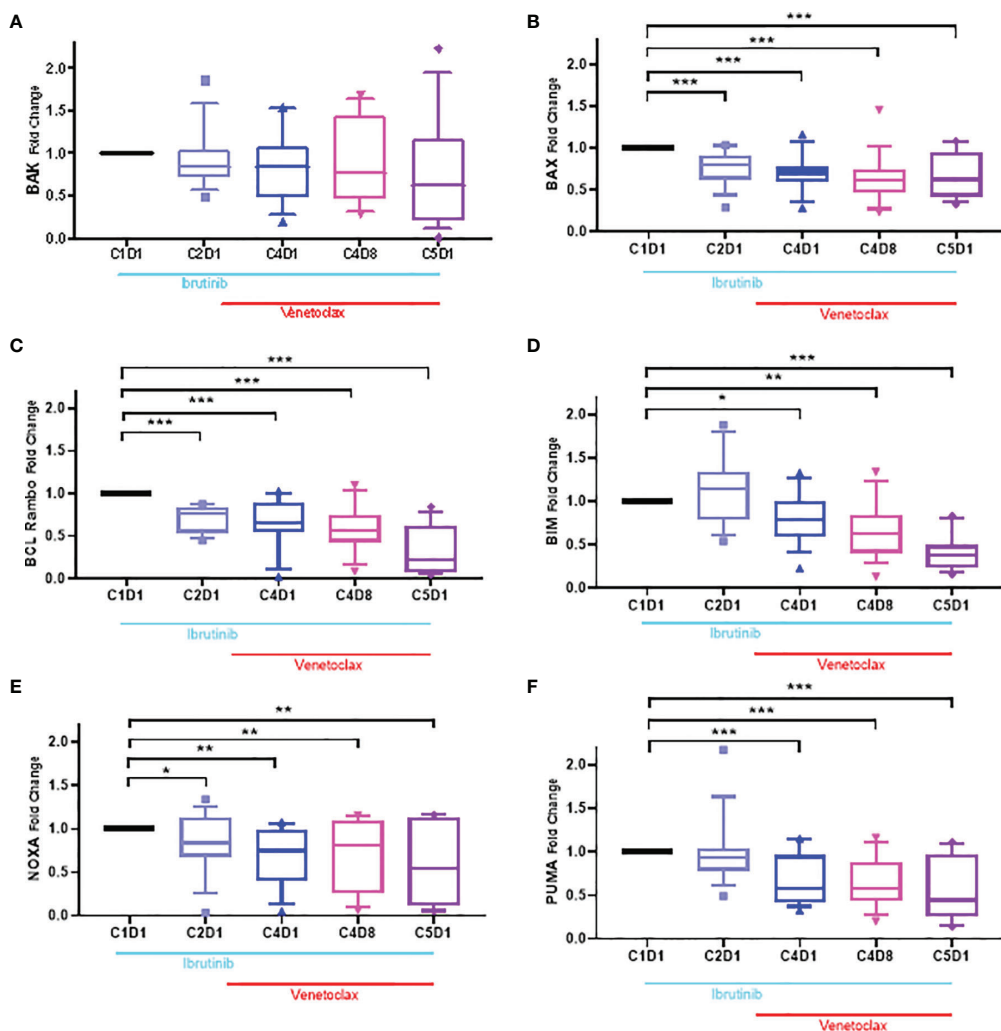 A
BAK Fold Change
2.0
1.5
1.0
0.5
0.0
C1D1 C2D1 C4D1 C4D8 C5D1
brutinib
Venetoclax
B
BAX Fold Change
***
***
***
***
2.0
1.5
1.0
0.5
0.0
C1D1 C2D1 C4D1 C4D8 C5D1
Ibrutinib
Venetoclax
C
BCL Rambo Fold Change
***
***
***
***
2.0
1.5
1.0
0.5
0.0
C1D1 C2D1 C4D1 C4D8 C5D1
Ibrutinib
Venetoclax
D
BIM Fold Change
***
**
*
2.0
1.5
1.0
0.5
0.0
C1D1 C2D1 C4D1 C4D8 C5D1
Ibrutinib
Venetoclax
E
NOXA Fold Change
**
**
**
*
2.0
1.5
1.0
0.5
0.0
C1D1 C2D1 C4D1 C4D8 C5D1
Ibrutinib
Venetoclax
F
PUMA Fold Change
***
***
***
2.0
1.5
1.0
0.5
0.0
C1D1 C2D1 C4D1 C4D8 C5D1
Ibrutinib
Venetoclax